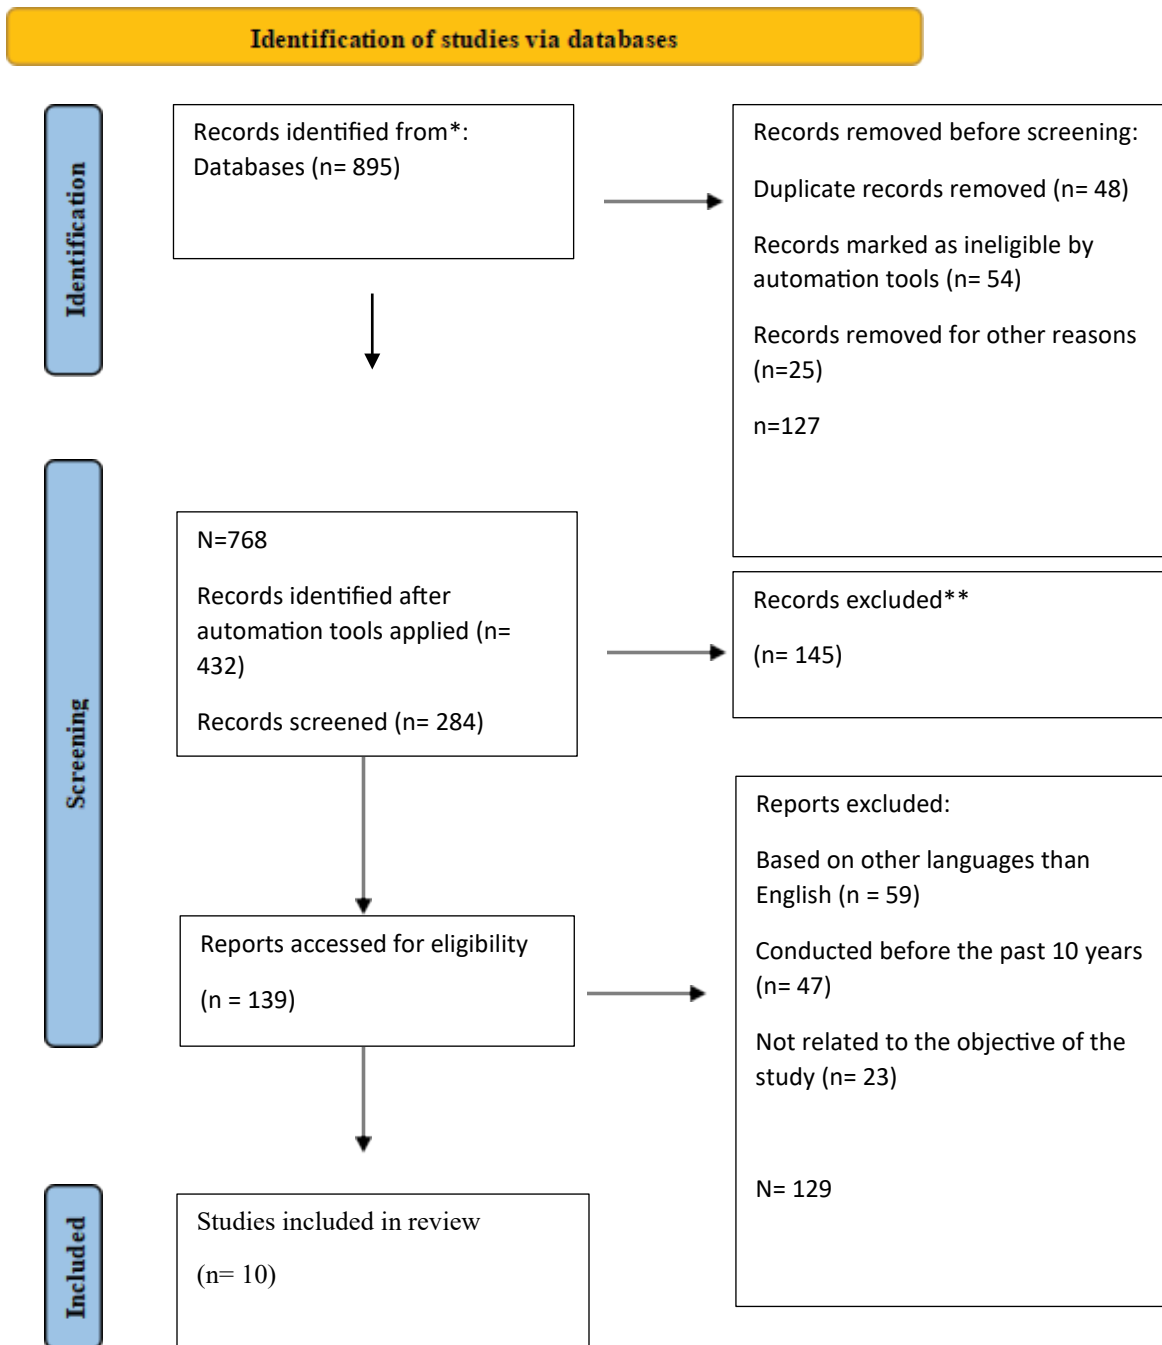 Identification of studies via databases
Identification
Records identified from*:
Databases (n= 895)
Records removed before screening:
Duplicate records removed (n= 48)
Records marked as ineligible by
automation tools (n= 54)
Records removed for other reasons
(n=25)
n=127
Screening
N=768
Records identified after
automation tools applied (n=
432)
Records screened (n= 284)
Records excluded**
(n= 145)
Reports accessed for eligibility
(n = 139)
Reports excluded:
Based on other languages than
English (n = 59)
Conducted before the past 10 years
(n= 47)
Not related to the objective of the
study (n= 23)
N= 129
Included
Studies included in review
(n= 10)